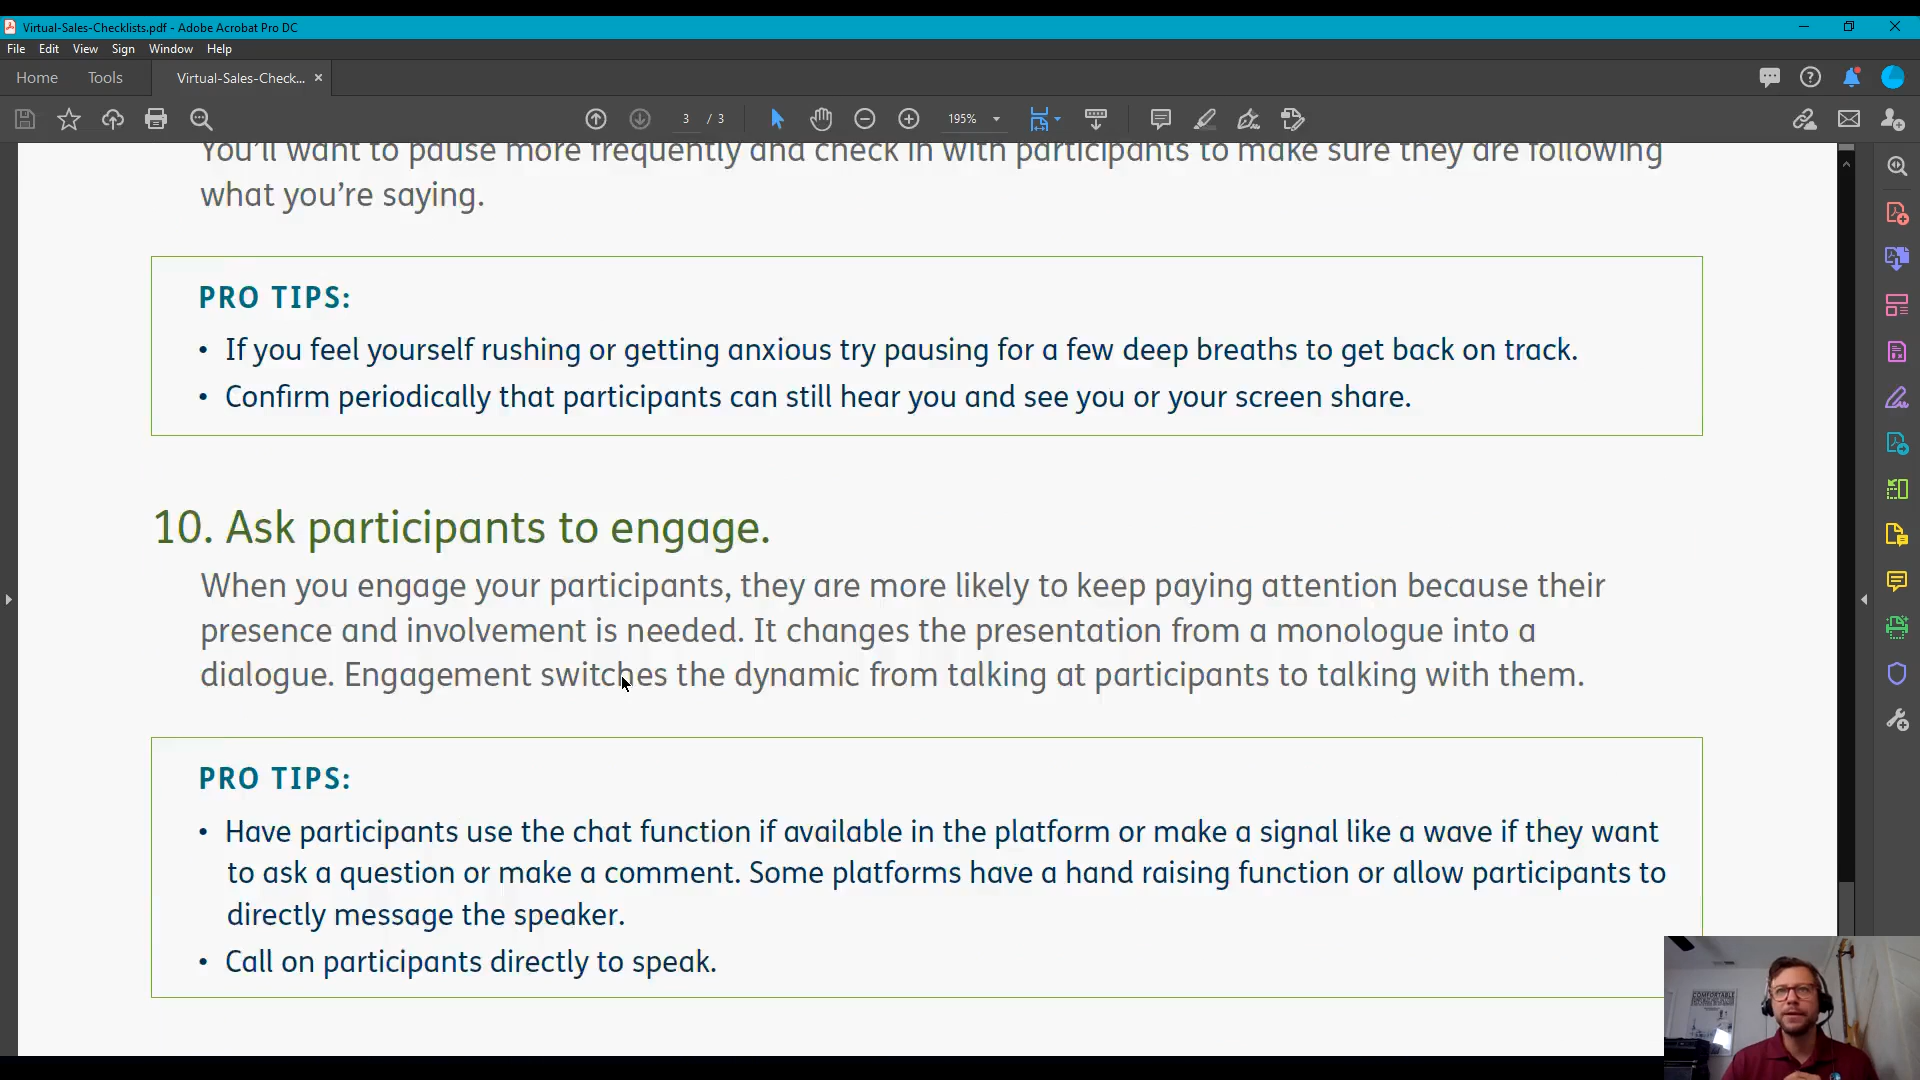 Virtual-Sales-Checklists.pdf - Adobe Acrobat Pro DC
File Edit View Sign Window Help
Home Tools Virtual-Sales-Check... ×
3 / 3 195%
You'll want to pause more frequently and check in with participants to make sure they are following
what you're saying.
PRO TIPS:
• If you feel yourself rushing or getting anxious try pausing for a few deep breaths to get back on track.
• Confirm periodically that participants can still hear you and see you or your screen share.
10. Ask participants to engage.
When you engage your participants, they are more likely to keep paying attention because their
presence and involvement is needed. It changes the presentation from a monologue into a
dialogue. Engagement switches the dynamic from talking at participants to talking with them.
PRO TIPS:
• Have participants use the chat function if available in the platform or make a signal like a wave if they want
to ask a question or make a comment. Some platforms have a hand raising function or allow participants to
directly message the speaker.
• Call on participants directly to speak.
COMFORTABLE